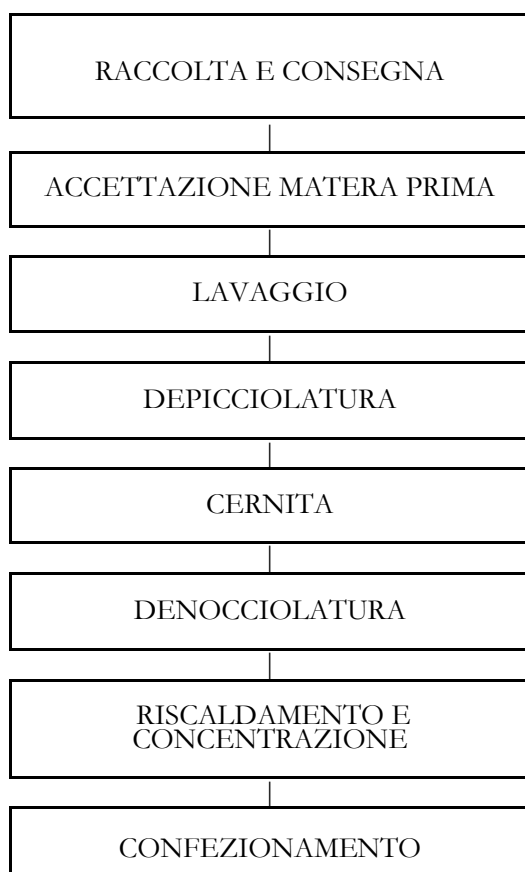 RACCOLTA E CONSEGNA
ACCETTAZIONE MATERA PRIMA
LAVAGGIO
DEPICCIOLATURA
CERNITA
DENOCCIOLATURA
RISCALDAMENTO E
CONCENTRAZIONE
CONFEZIONAMENTO